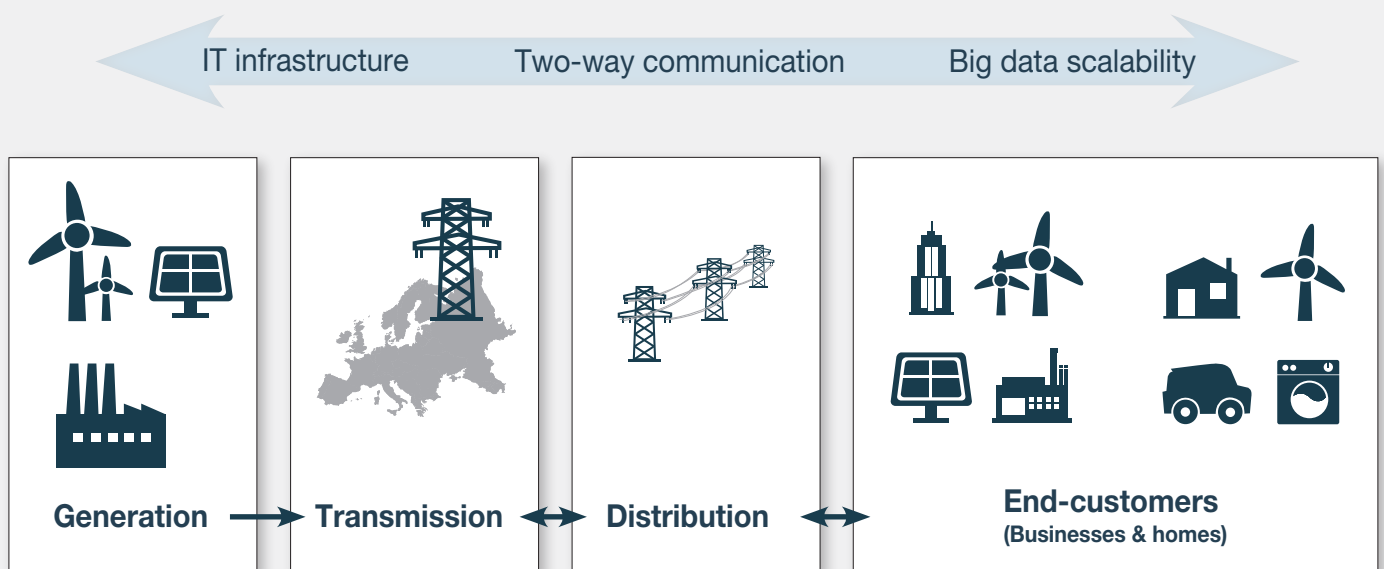 IT infrastructure Two-way communication Big data scalability
Generation Transmission Distribution End-customers
(Businesses & homes)